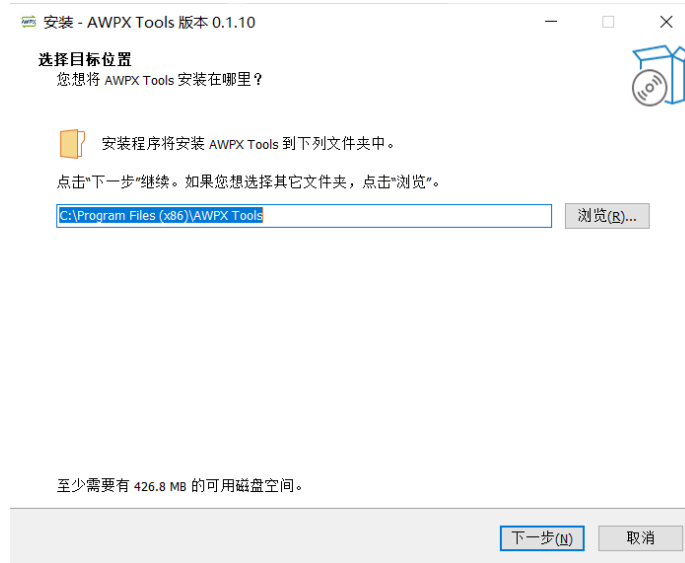 安装 - AWPX Tools 版本 0.1.10
选择目标位置
您想将 AWPX Tools 安装在哪里？
安装程序将安装 AWPX Tools 到下列文件夹中。
点击“下一步”继续。如果您想选择其它文件夹，点击“浏览”。
C:\Program Files (x86)\AWPX Tools
浏览(R)...
至少需要有 426.8 MB 的可用磁盘空间。
下一步(N)
取消